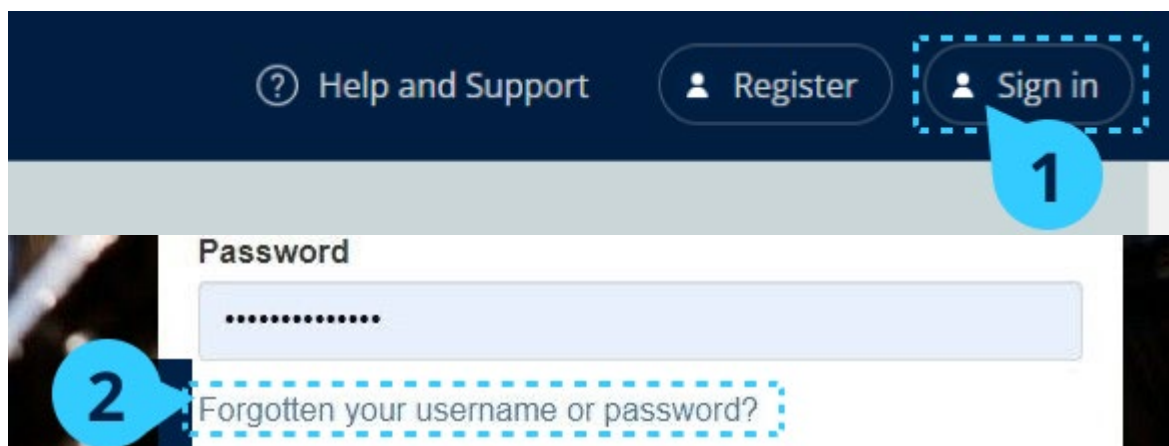 ? Help and Support Register Sign in
1
Password
••••••••••••••
2 Forgotten your username or password?